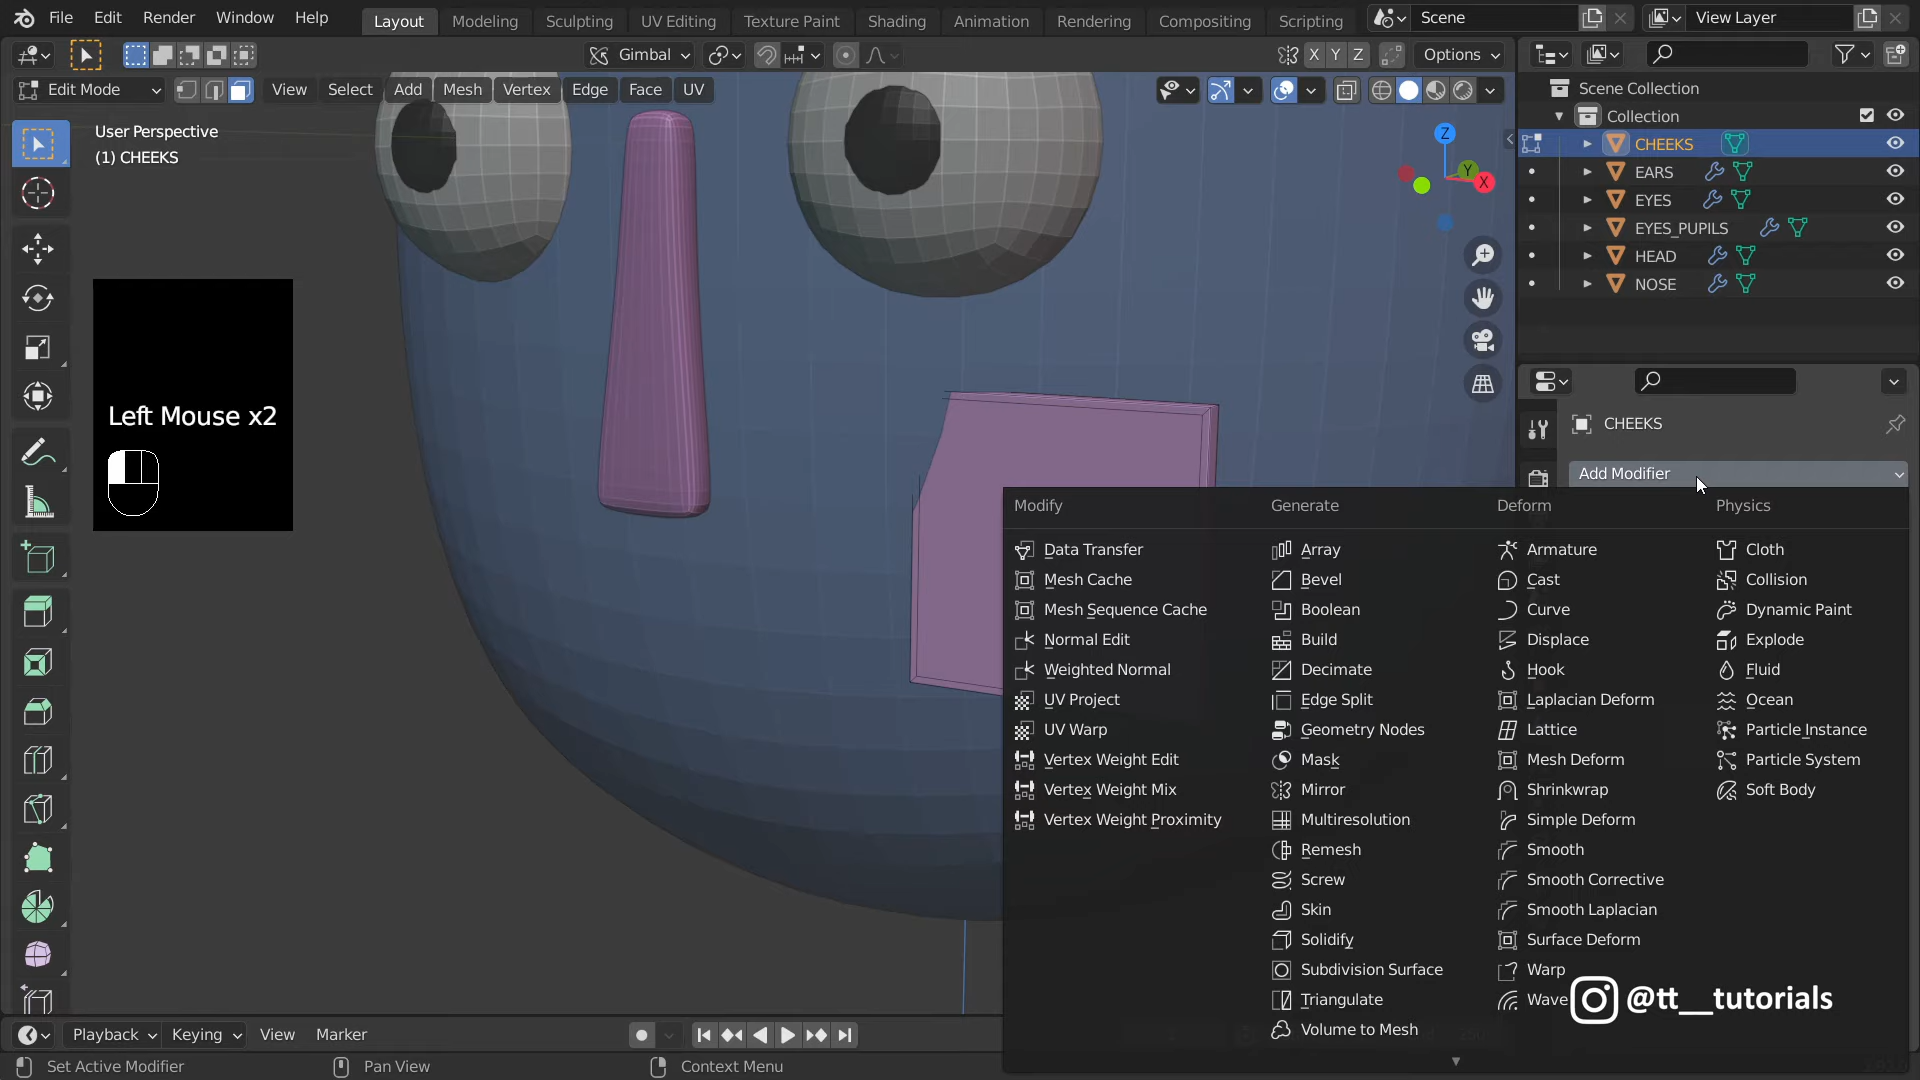 File Edit Render Window Help Layout Modeling Sculpting UV Editing Texture Paint Shading Animation Rendering Compositing Scripting Scene View Layer
Gimbal X Y Z Options
Edit Mode View Select Add Mesh Vertex Edge Face UV
User Perspective
(1) CHEEKS
Z
Y
X
Left Mouse x2
Scene Collection
Collection
CHEEKS
EARS
EYES
EYES_PUPILS
HEAD
NOSE
CHEEKS
Add Modifier
Modify
Data Transfer
Mesh Cache
Mesh Sequence Cache
Normal Edit
Weighted Normal
UV Project
UV Warp
Vertex Weight Edit
Vertex Weight Mix
Vertex Weight Proximity
Generate
Array
Bevel
Boolean
Build
Decimate
Edge Split
Geometry Nodes
Mask
Mirror
Multiresolution
Remesh
Screw
Skin
Solidify
Subdivision Surface
Triangulate
Volume to Mesh
Deform
Armature
Cast
Curve
Displace
Hook
Laplacian Deform
Lattice
Mesh Deform
Shrinkwrap
Simple Deform
Smooth
Smooth Corrective
Smooth Laplacian
Surface Deform
Warp
Wave
Physics
Cloth
Collision
Dynamic Paint
Explode
Fluid
Ocean
Particle Instance
Particle System
Soft Body
@tt__tutorials
Playback Keying View Marker
Set Active Modifier Pan View Context Menu